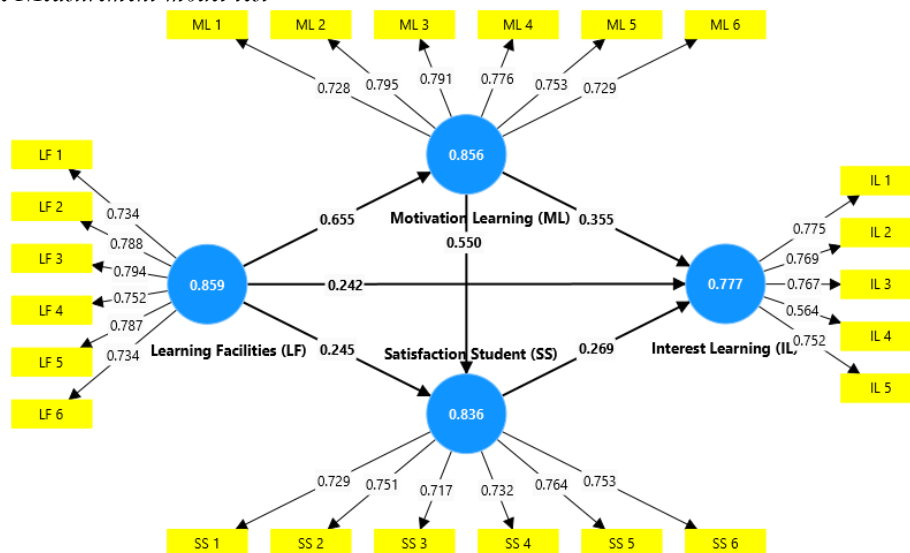 ML 1
ML 2
ML 3
ML 4
ML 5
ML 6
0.728
0.795
0.791
0.776
0.753
0.729
0.856
Motivation Learning (ML)
LF 1
LF 2
LF 3
LF 4
LF 5
LF 6
0.734
0.788
0.794
0.752
0.787
0.734
0.859
Learning Facilities (LF)
0.655
0.550
0.355
0.242
0.245
0.269
Satisfaction Student (SS)
0.836
0.777
Interest Learning (IL)
0.775
0.769
0.767
0.564
0.752
IL 1
IL 2
IL 3
IL 4
IL 5
0.729
0.751
0.717
0.732
0.764
0.753
SS 1
SS 2
SS 3
SS 4
SS 5
SS 6